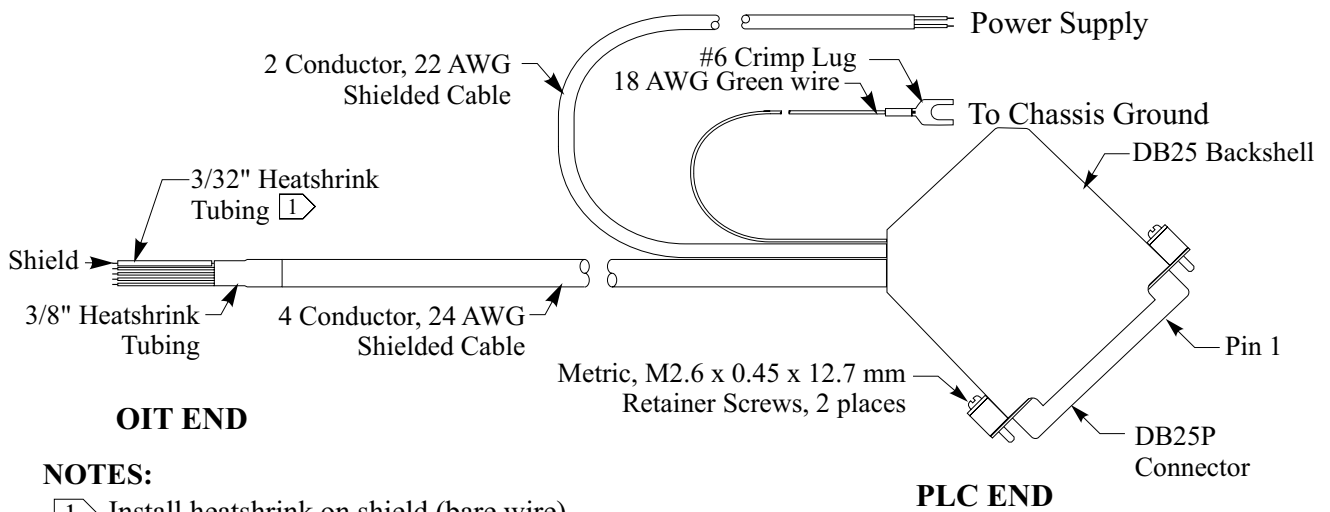 Power Supply
2 Conductor, 22 AWG
Shielded Cable
#6 Crimp Lug
18 AWG Green wire
To Chassis Ground
DB25 Backshell
3/32" Heatshrink
Tubing 1
Shield
3/8" Heatshrink
Tubing
4 Conductor, 24 AWG
Shielded Cable
Pin 1
Metric, M2.6 x 0.45 x 12.7 mm
Retainer Screws, 2 places
OIT END
DB25P
Connector
NOTES:
PLC END
1 Install heatshrink on shield (bare wire)